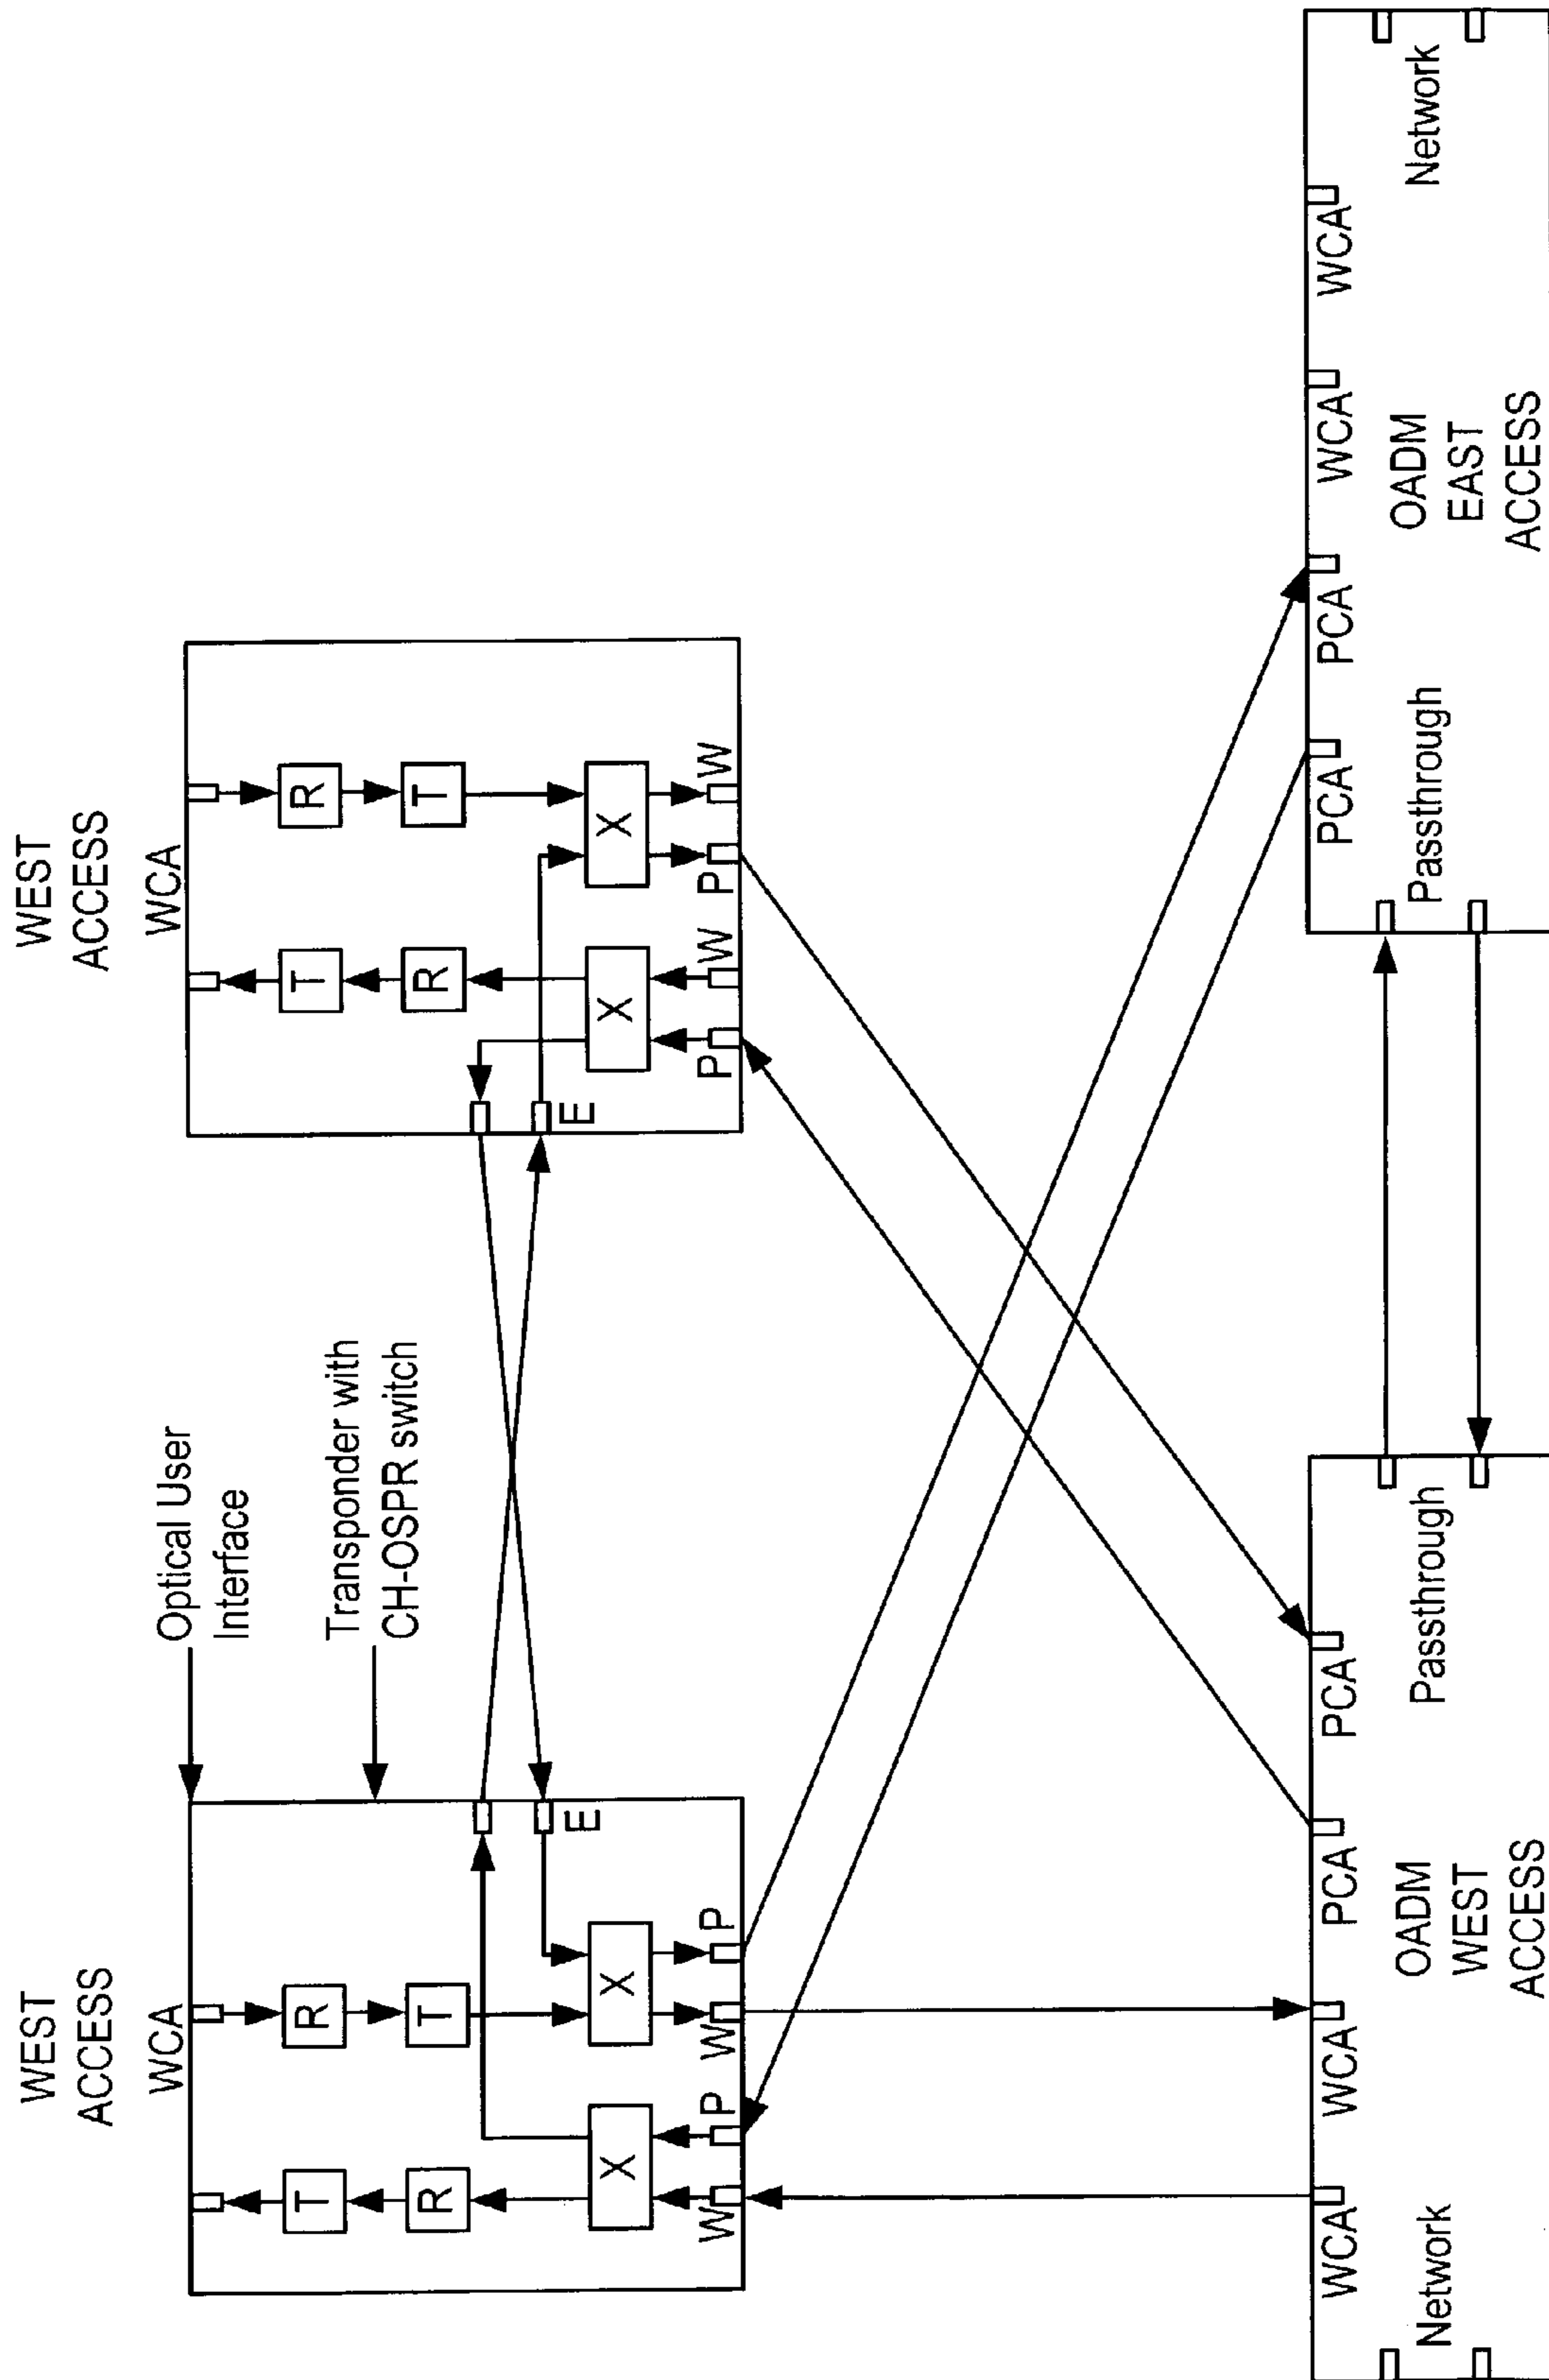 WEST
ACCESS
WCA
Optical User
Interface
Transponder with
CH-OSPR switch
T
R
R
T
X
X
W
P
W
P
E
WEST
ACCESS
WCA
T
R
R
T
X
X
P
W
P
W
E
WCA
WCA
PCA
PCA
Network
Passthrough
OADM
WEST
ACCESS
PCA
PCA
WCA
WCA
Passthrough
Network
OADM
EAST
ACCESS